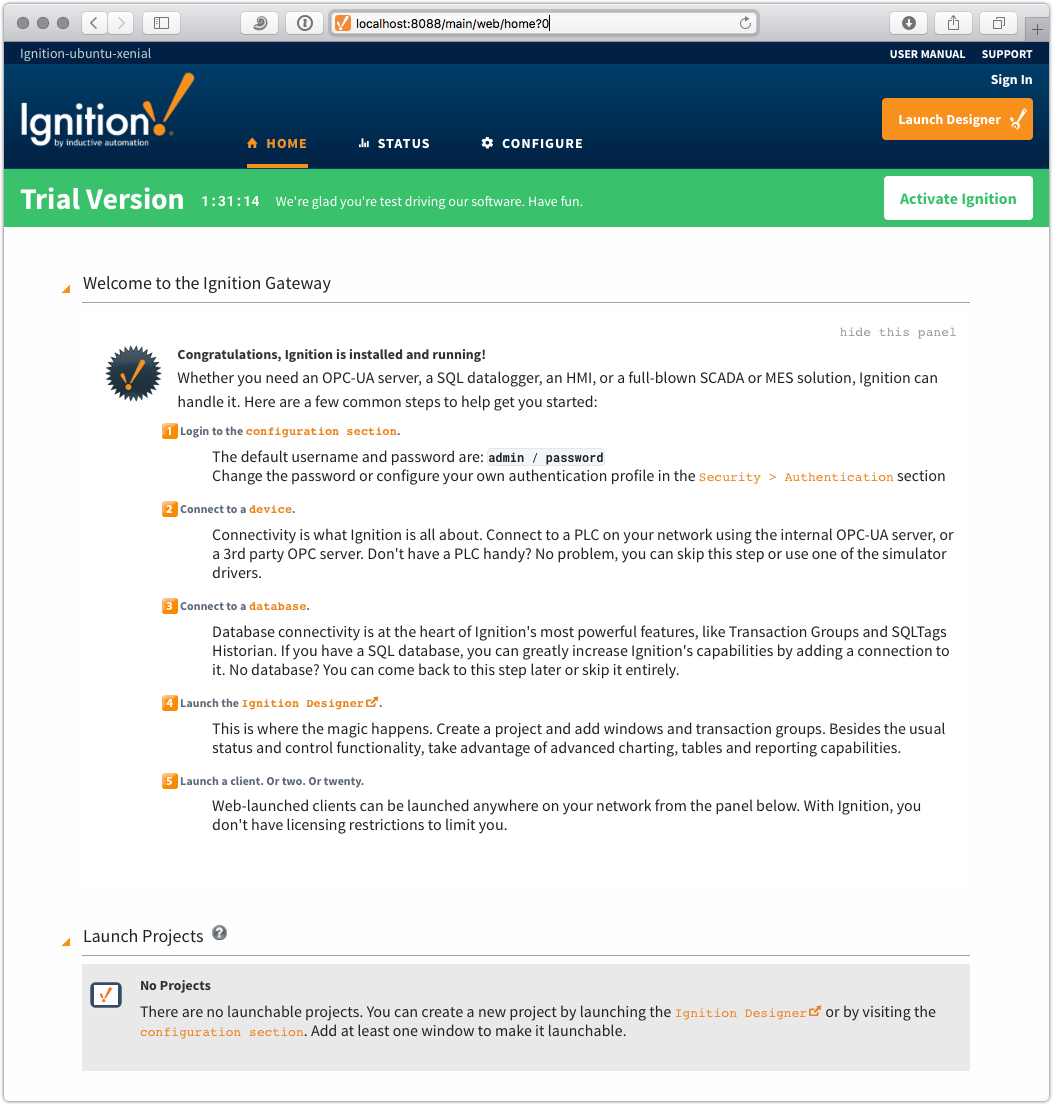 localhost:8088/main/web/home?0
Ignition-ubuntu-xenial
USER MANUAL SUPPORT
Sign In
Ignition!
by inductive automation
Launch Designer
HOME STATUS CONFIGURE
Trial Version 1:31:14 We're glad you're test driving our software. Have fun.
Activate Ignition
Welcome to the Ignition Gateway
hide this panel
Congratulations, Ignition is installed and running!
Whether you need an OPC-UA server, a SQL datalogger, an HMI, or a full-blown SCADA or MES solution, Ignition can
handle it. Here are a few common steps to help get you started:
1 Login to the configuration section.
The default username and password are: admin / password
Change the password or configure your own authentication profile in the Security > Authentication section
2 Connect to a device.
Connectivity is what Ignition is all about. Connect to a PLC on your network using the internal OPC-UA server, or
a 3rd party OPC server. Don't have a PLC handy? No problem, you can skip this step or use one of the simulator
drivers.
3 Connect to a database.
Database connectivity is at the heart of Ignition's most powerful features, like Transaction Groups and SQLTags
Historian. If you have a SQL database, you can greatly increase Ignition's capabilities by adding a connection to
it. No database? You can come back to this step later or skip it entirely.
4 Launch the Ignition Designer.
This is where the magic happens. Create a project and add windows and transaction groups. Besides the usual
status and control functionality, take advantage of advanced charting, tables and reporting capabilities.
5 Launch a client. Or two. Or twenty.
Web-launched clients can be launched anywhere on your network from the panel below. With Ignition, you
don't have licensing restrictions to limit you.
Launch Projects ?
No Projects
There are no launchable projects. You can create a new project by launching the Ignition Designer or by visiting the
configuration section. Add at least one window to make it launchable.